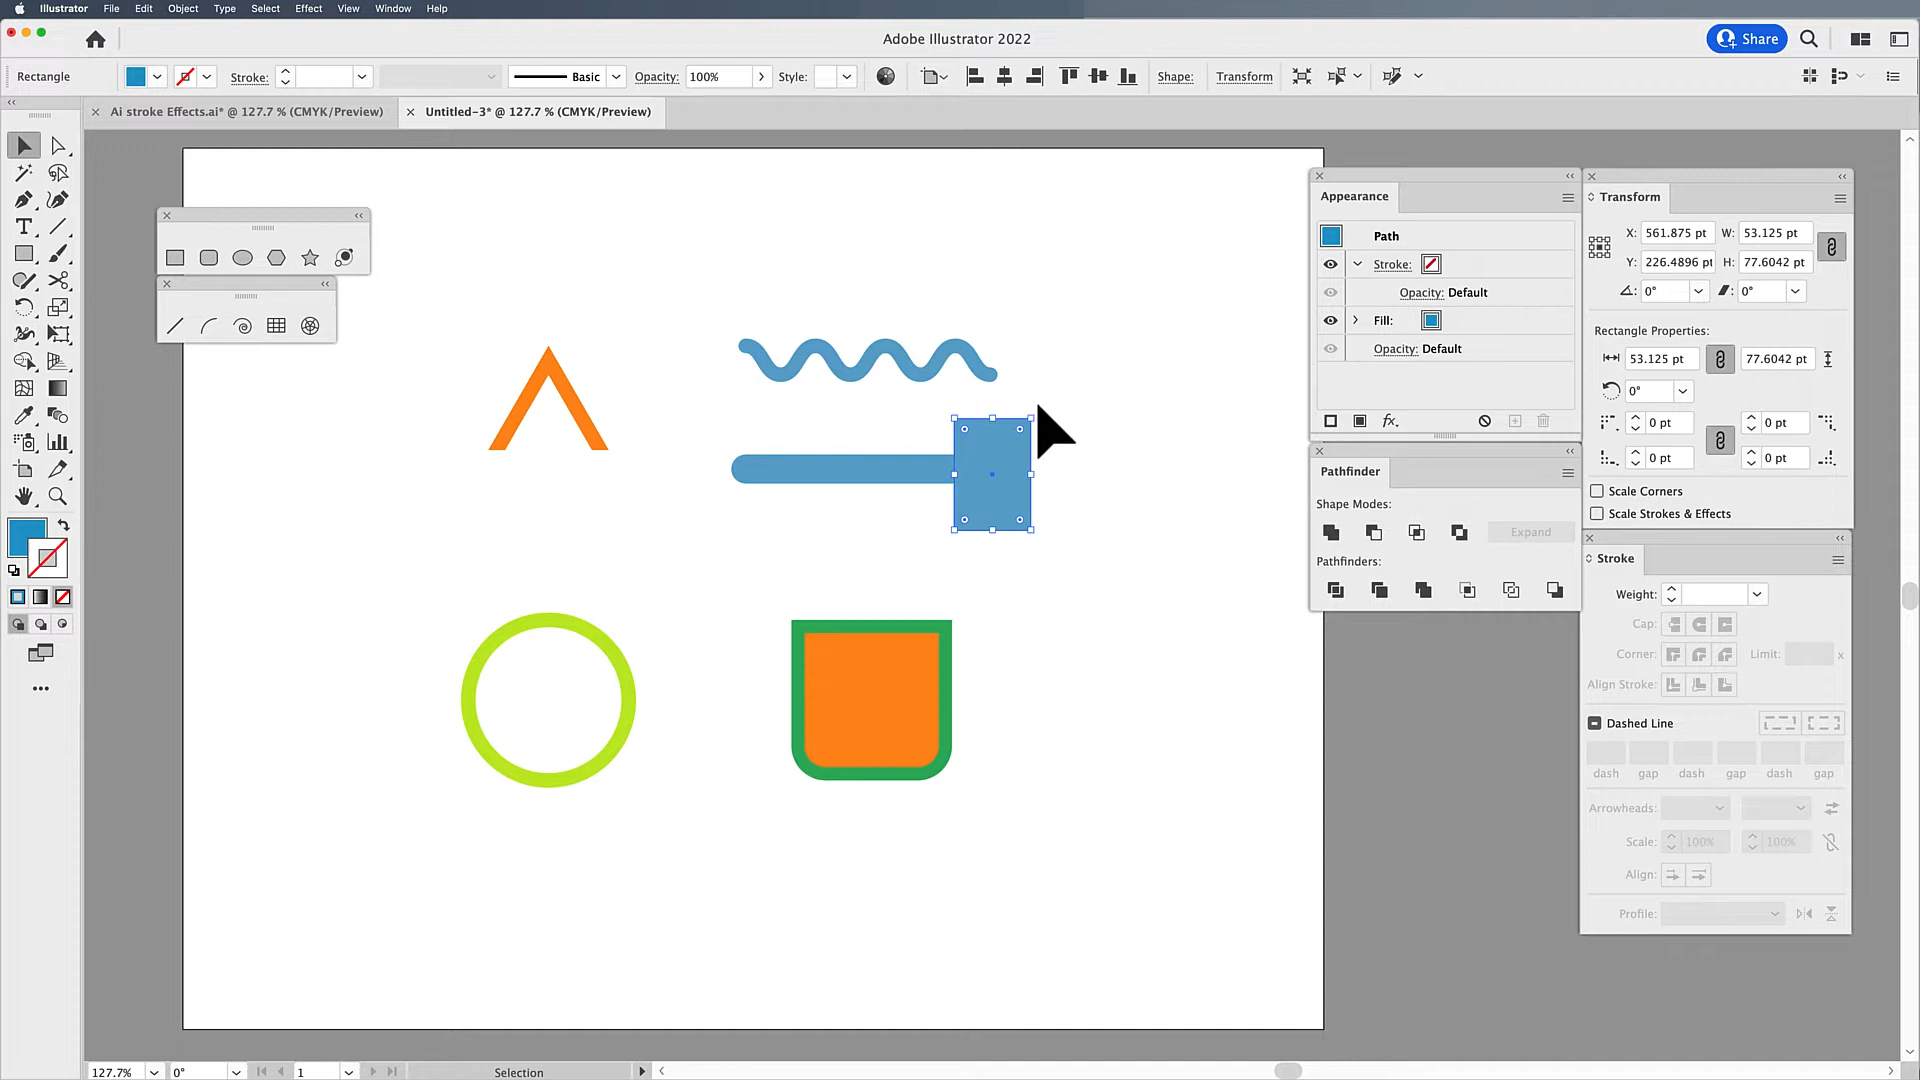 Illustrator File Edit Object Type Select Effect View Window Help
Adobe Illustrator 2022
Share
Rectangle
Stroke:
Basic
Opacity: 100%
Style:
Shape:
Transform
Ai stroke Effects.ai* @ 127.7 % (CMYK/Preview)
Untitled-3* @ 127.7 % (CMYK/Preview)
Appearance
Path
Stroke:
Opacity: Default
Fill:
Opacity: Default
fx.
Pathfinder
Shape Modes:
Expand
Pathfinders:
Transform
X: 561.875 pt W: 53.125 pt
Y: 226.4896 pt H: 77.6042 pt
0° 0°
Rectangle Properties:
53.125 pt 77.6042 pt
0°
0 pt 0 pt
0 pt 0 pt
Scale Corners
Scale Strokes & Effects
Stroke
Weight:
Cap:
Corner: Limit: x
Align Stroke:
Dashed Line
dash gap dash gap dash gap
Arrowheads:
Scale: 100% 100%
Align:
Profile:
127.7% 0° 1 Selection